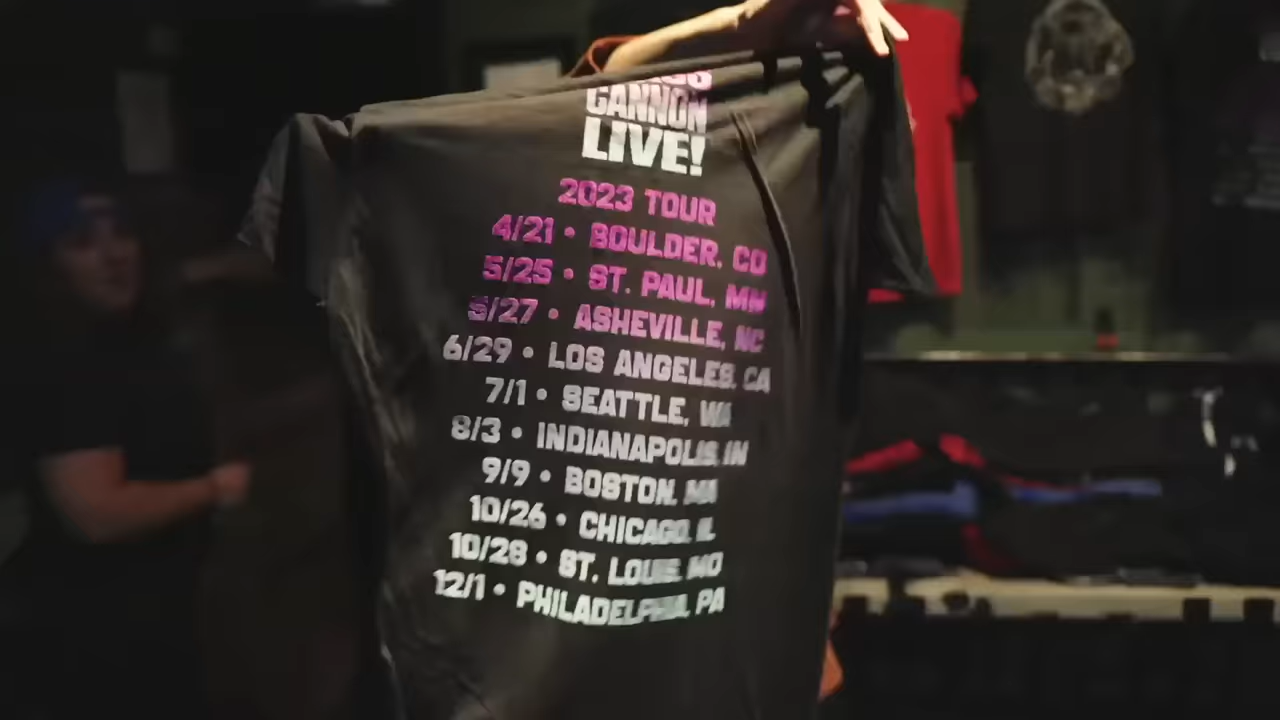 CANNON
LIVE!
2023 TOUR
4/21 • BOULDER, CO
5/25 • ST. PAUL, MN
5/27 • ASHEVILLE, NC
6/29 • LOS ANGELES, CA
7/1 • SEATTLE, WA
8/3 • INDIANAPOLIS, IN
9/9 • BOSTON, MA
10/26 • CHICAGO, IL
10/28 • ST. LOUIS, MO
12/1 • PHILADELPHIA, PA